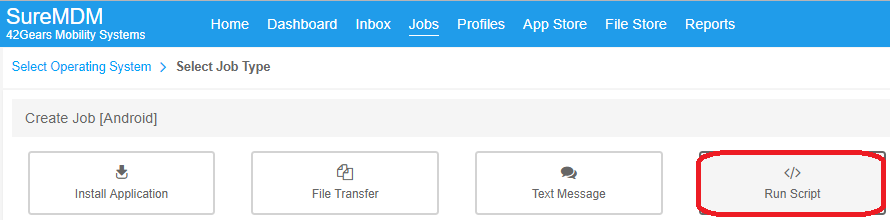 SureMDM
42Gears Mobility Systems
Home Dashboard Inbox Jobs Profiles App Store File Store Reports
Select Operating System > Select Job Type
Create Job [Android]
Install Application File Transfer Text Message </> Run Script